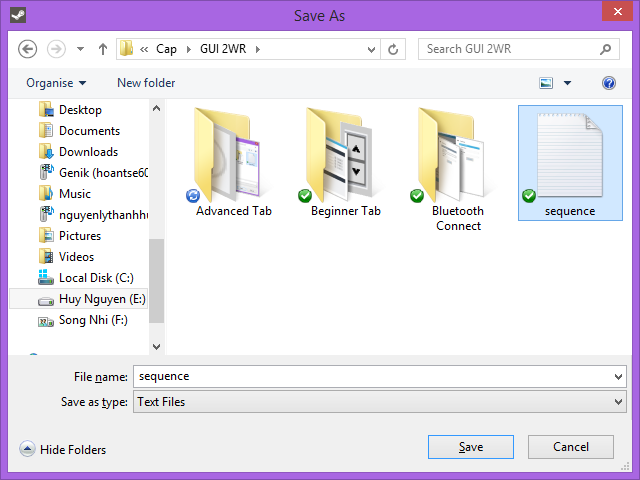 Save As
« Cap › GUI 2WR ›
Search GUI 2WR
Organise
New folder
Desktop
Documents
Downloads
Genik (hoantse60
Music
nguyenlythanhhu
Pictures
Videos
Local Disk (C:)
Huy Nguyen (E:)
Song Nhi (F:)
Advanced Tab
Beginner Tab
Bluetooth
Connect
sequence
File name:
sequence
Save as type:
Text Files
Hide Folders
Save
Cancel